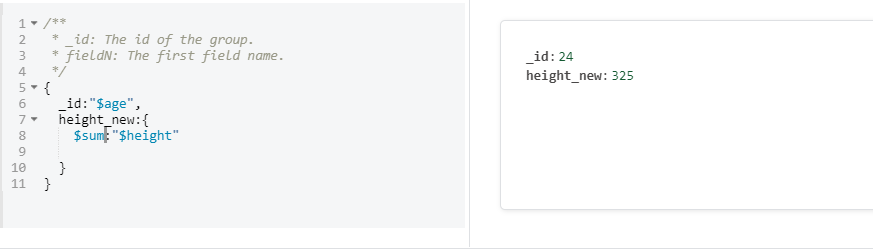 1 /**
2  * _id: The id of the group.
3  * fieldN: The first field name.
4  */
5 {
6   _id:"$age",
7   height_new:{
8     $sum:"$height"
9
10   }
11 }
_id: 24
height_new: 325